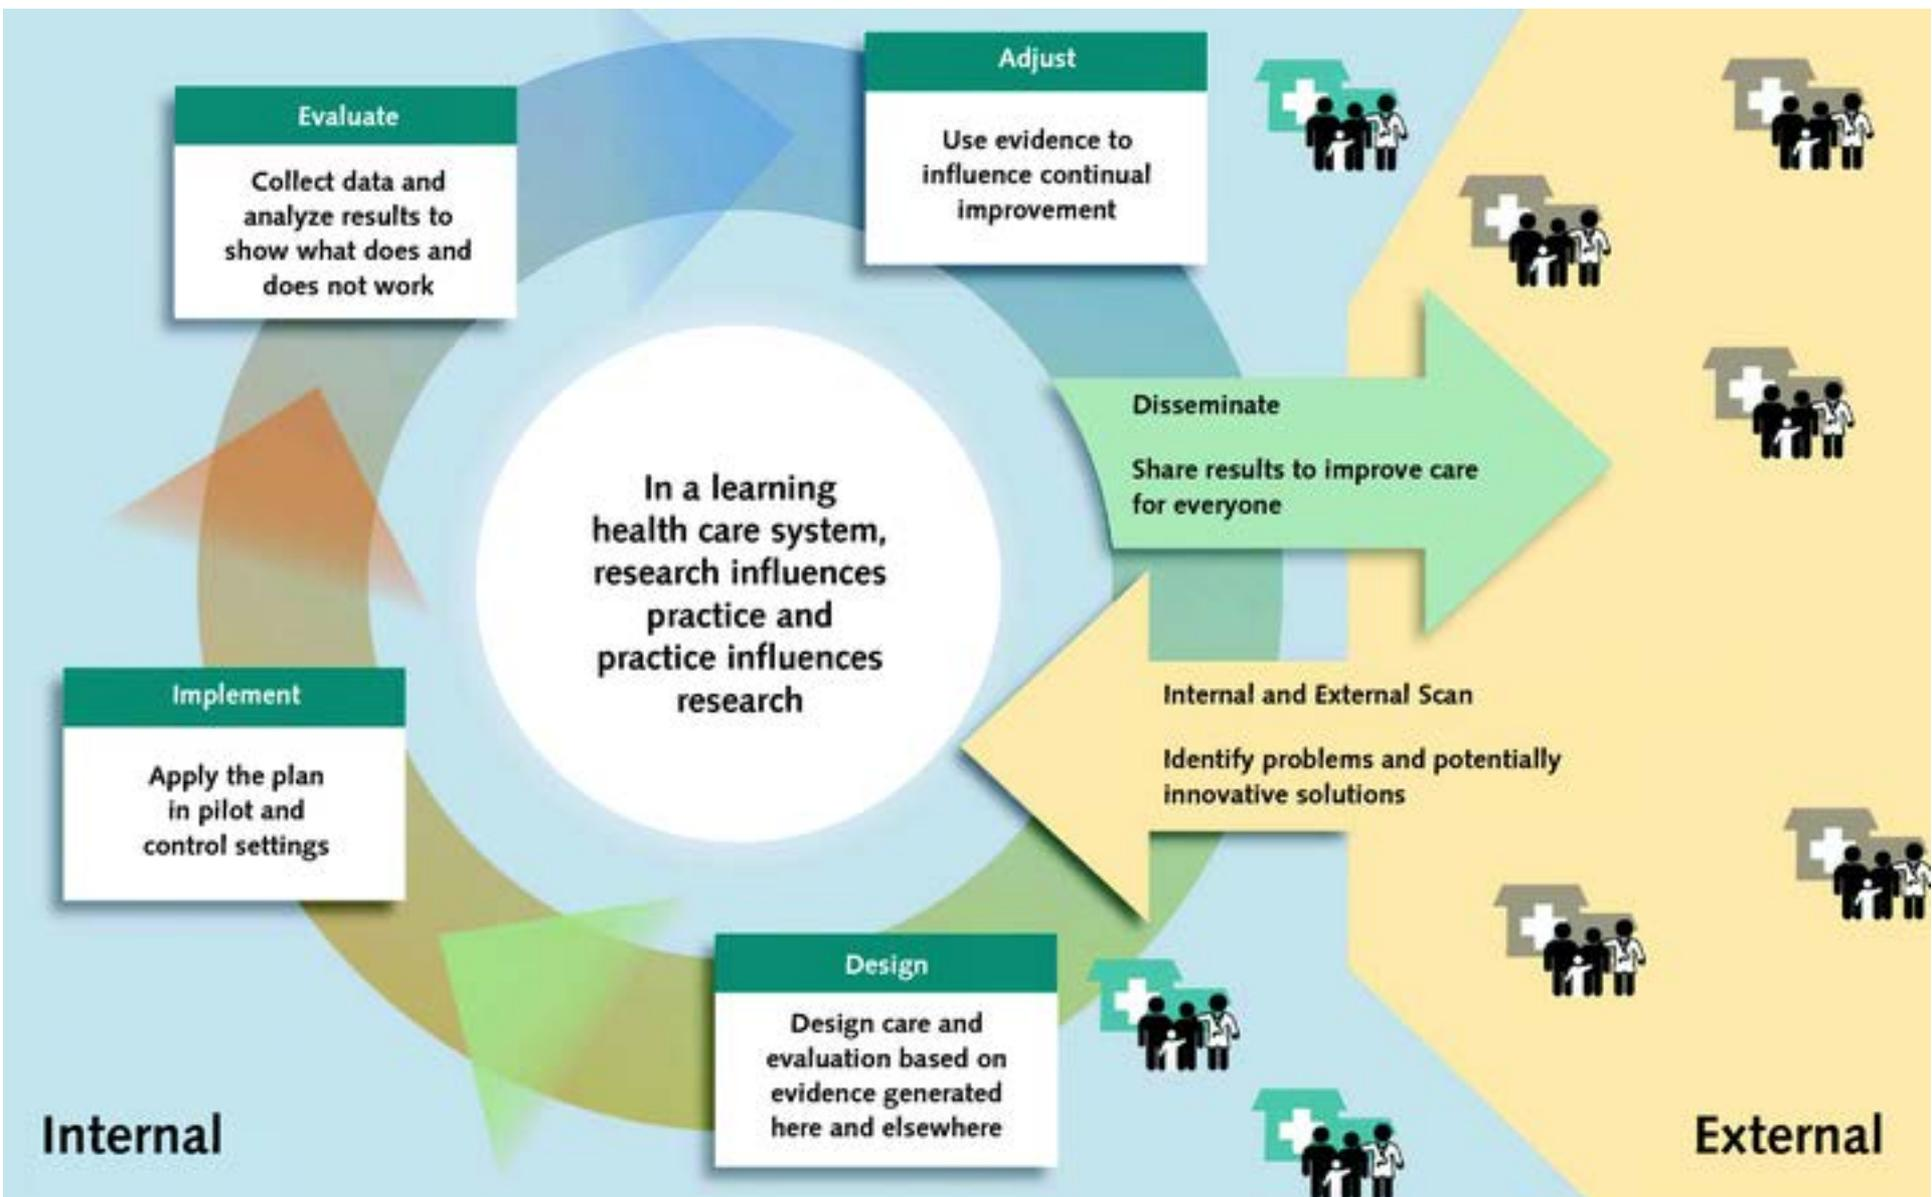 Adjust
Use evidence to
influence continual
improvement
Evaluate
Collect data and
analyze results to
show what does and
does not work
Disseminate
Share results to improve care
for everyone
In a learning
health care system,
research influences
practice and
practice influences
research
Internal and External Scan
Identify problems and potentially
innovative solutions
Implement
Apply the plan
in pilot and
control settings
Design
Design care and
evaluation based on
evidence generated
here and elsewhere
Internal
External